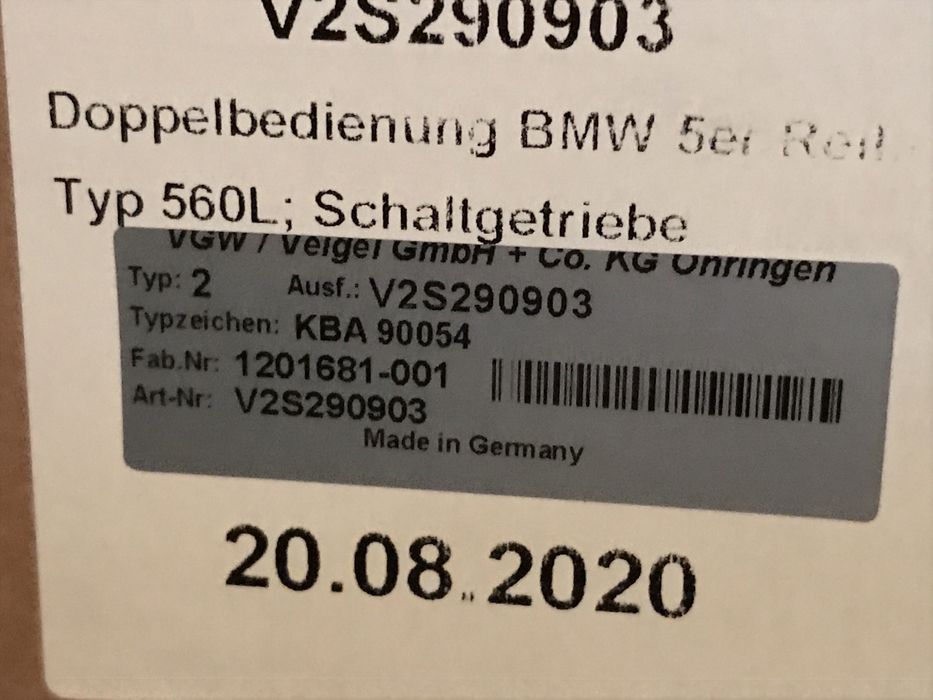 V2S290903
Doppelbedienung BMW 5er
Typ 560L; Schaltgetriebe
VGW / Veigel GmbH + Co. KG Öhringen
Typ: 2 Ausf.: V2S290903
Typzeichen: KBA 90054
Fab.Nr: 1201681-001
Art-Nr: V2S290903
Made in Germany
20.08.2020